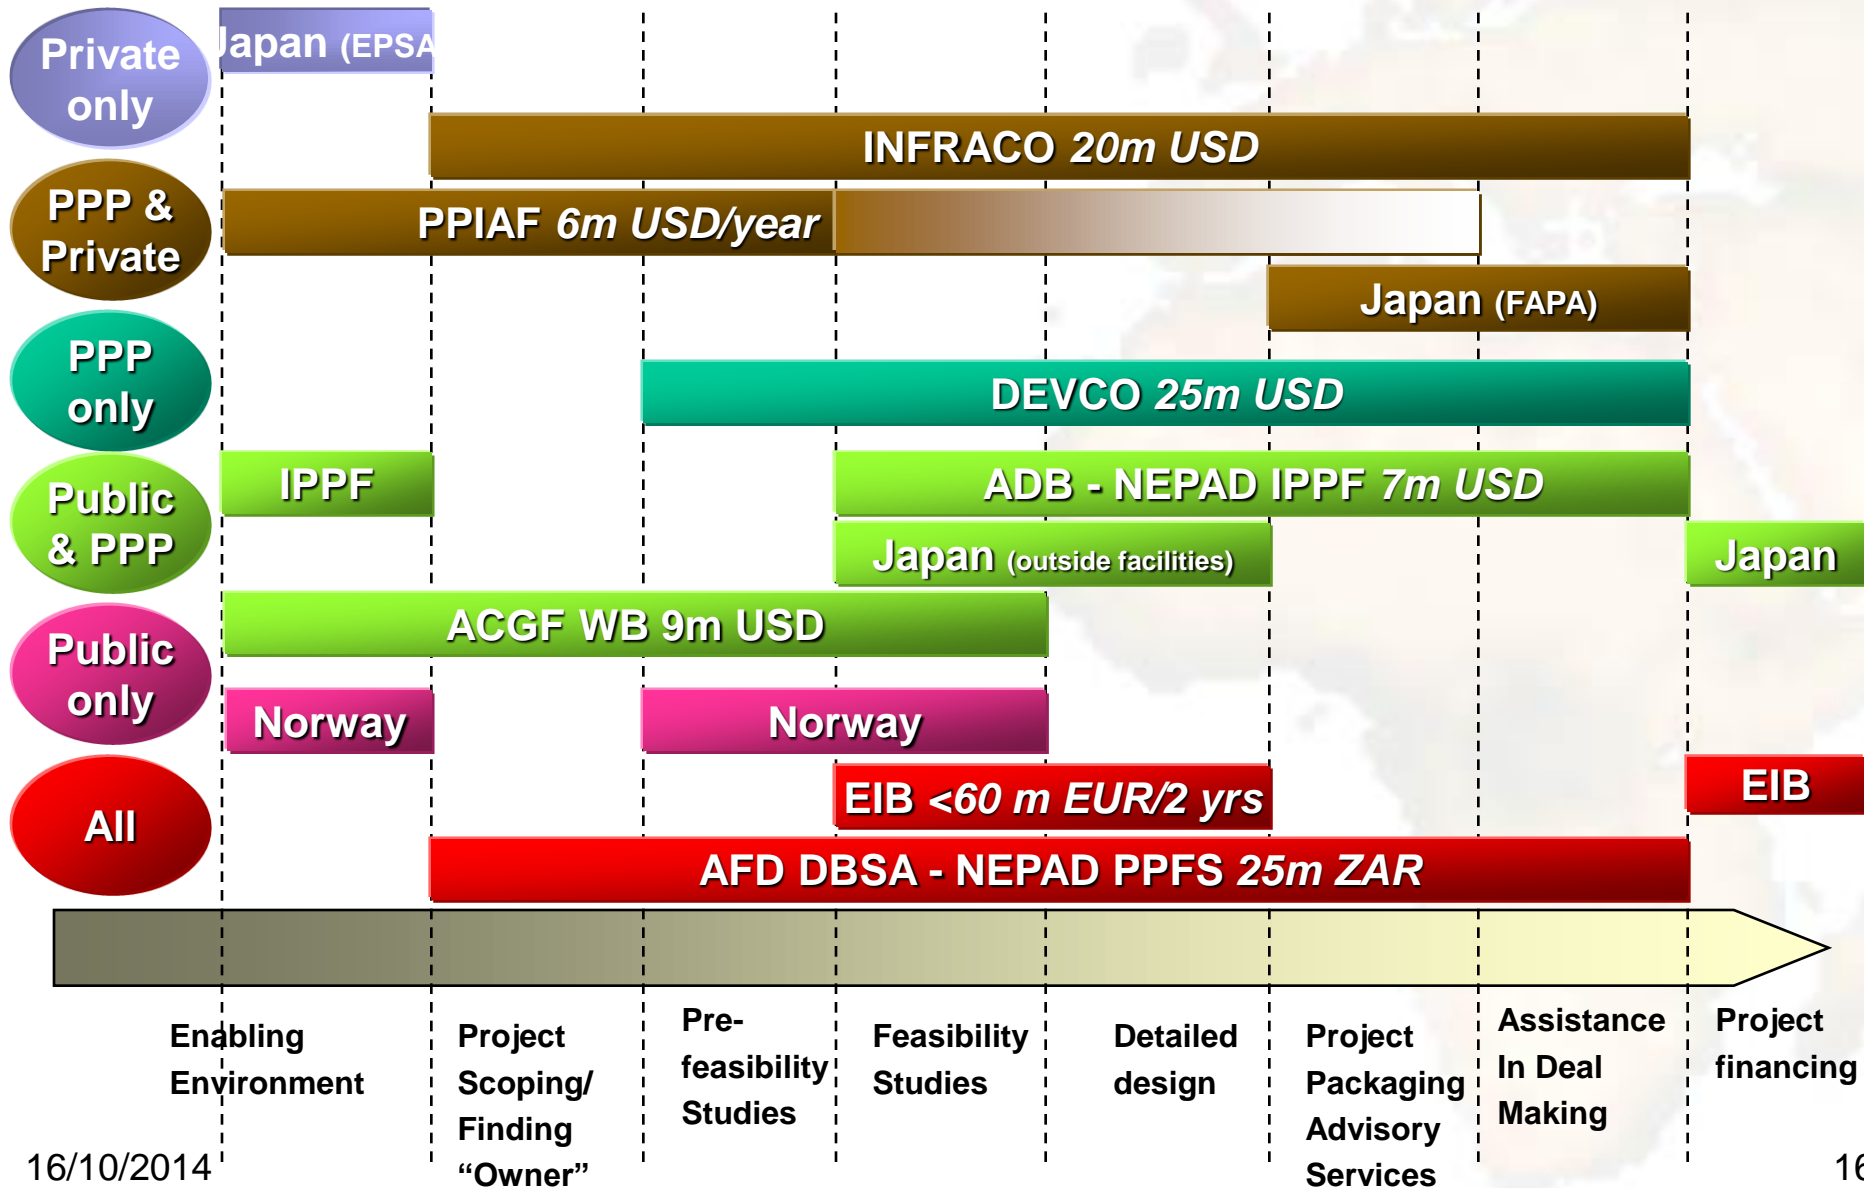 Private
only
Japan (EPSA
INFRACO 20m USD
PPP &
Private
PPIAF 6m USD/year
Japan (FAPA)
PPP
only
DEVCO 25m USD
Public
& PPP
IPPF
ADB - NEPAD IPPF 7m USD
Japan (outside facilities)
Japan
ACGF WB 9m USD
Public
only
Norway
Norway
All
EIB <60 m EUR/2 yrs
EIB
AFD DBSA - NEPAD PPFS 25m ZAR
Enabling
Environment
Project
Scoping/
Finding
“Owner”
Pre-
feasibility
Studies
Feasibility
Studies
Detailed
design
Project
Packaging
Advisory
Services
Assistance
In Deal
Making
Project
financing
16/10/2014
16